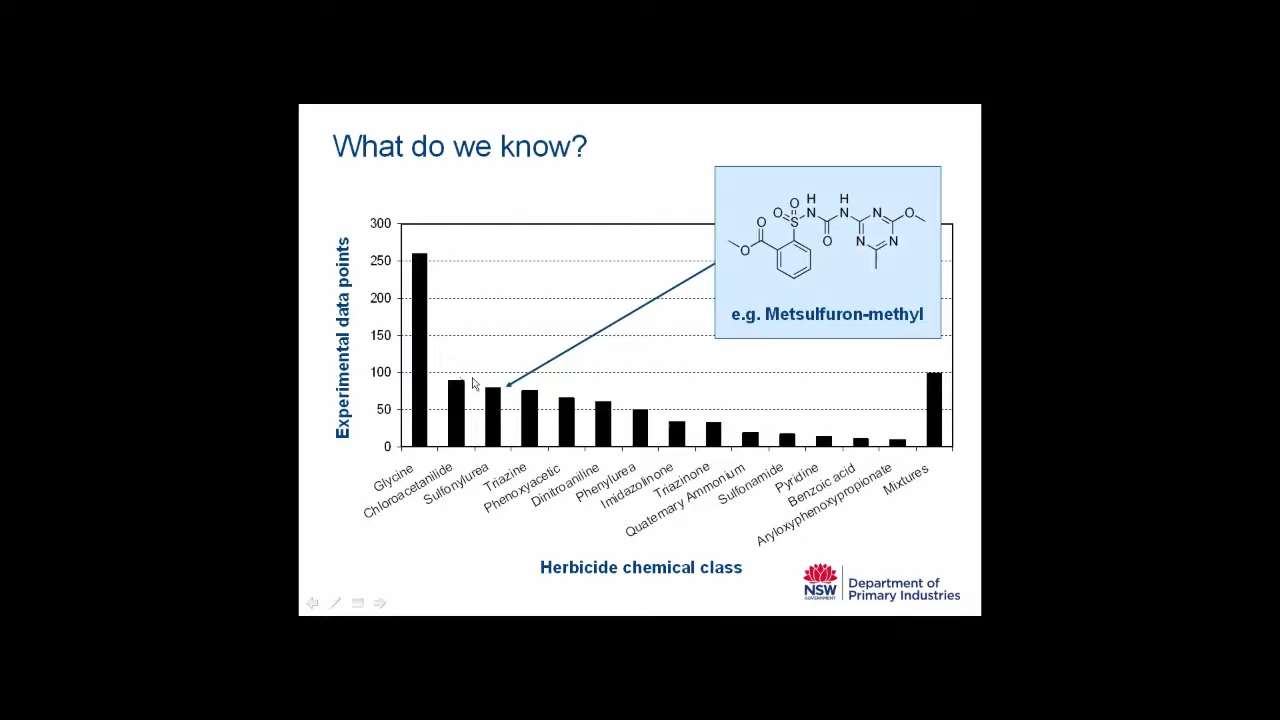 What do we know?
H H
O
O
S
N
N
N
O
O
O
O
N
N
e.g. Metsulfuron-methyl
Experimental data points
300
250
200
150
100
50
0
Glycine
Chloroacetanilide
Sulfonylurea
Triazine
Phenoxyacetic
Dinitroaniline
Phenylurea
Imidazolinone
Triazinone
Quaternary Ammonium
Sulfonamide
Pyridine
Benzoic acid
Aryloxyphenoxypropionate
Mixtures
Herbicide chemical class
NSW
GOVERNMENT
Department of
Primary Industries